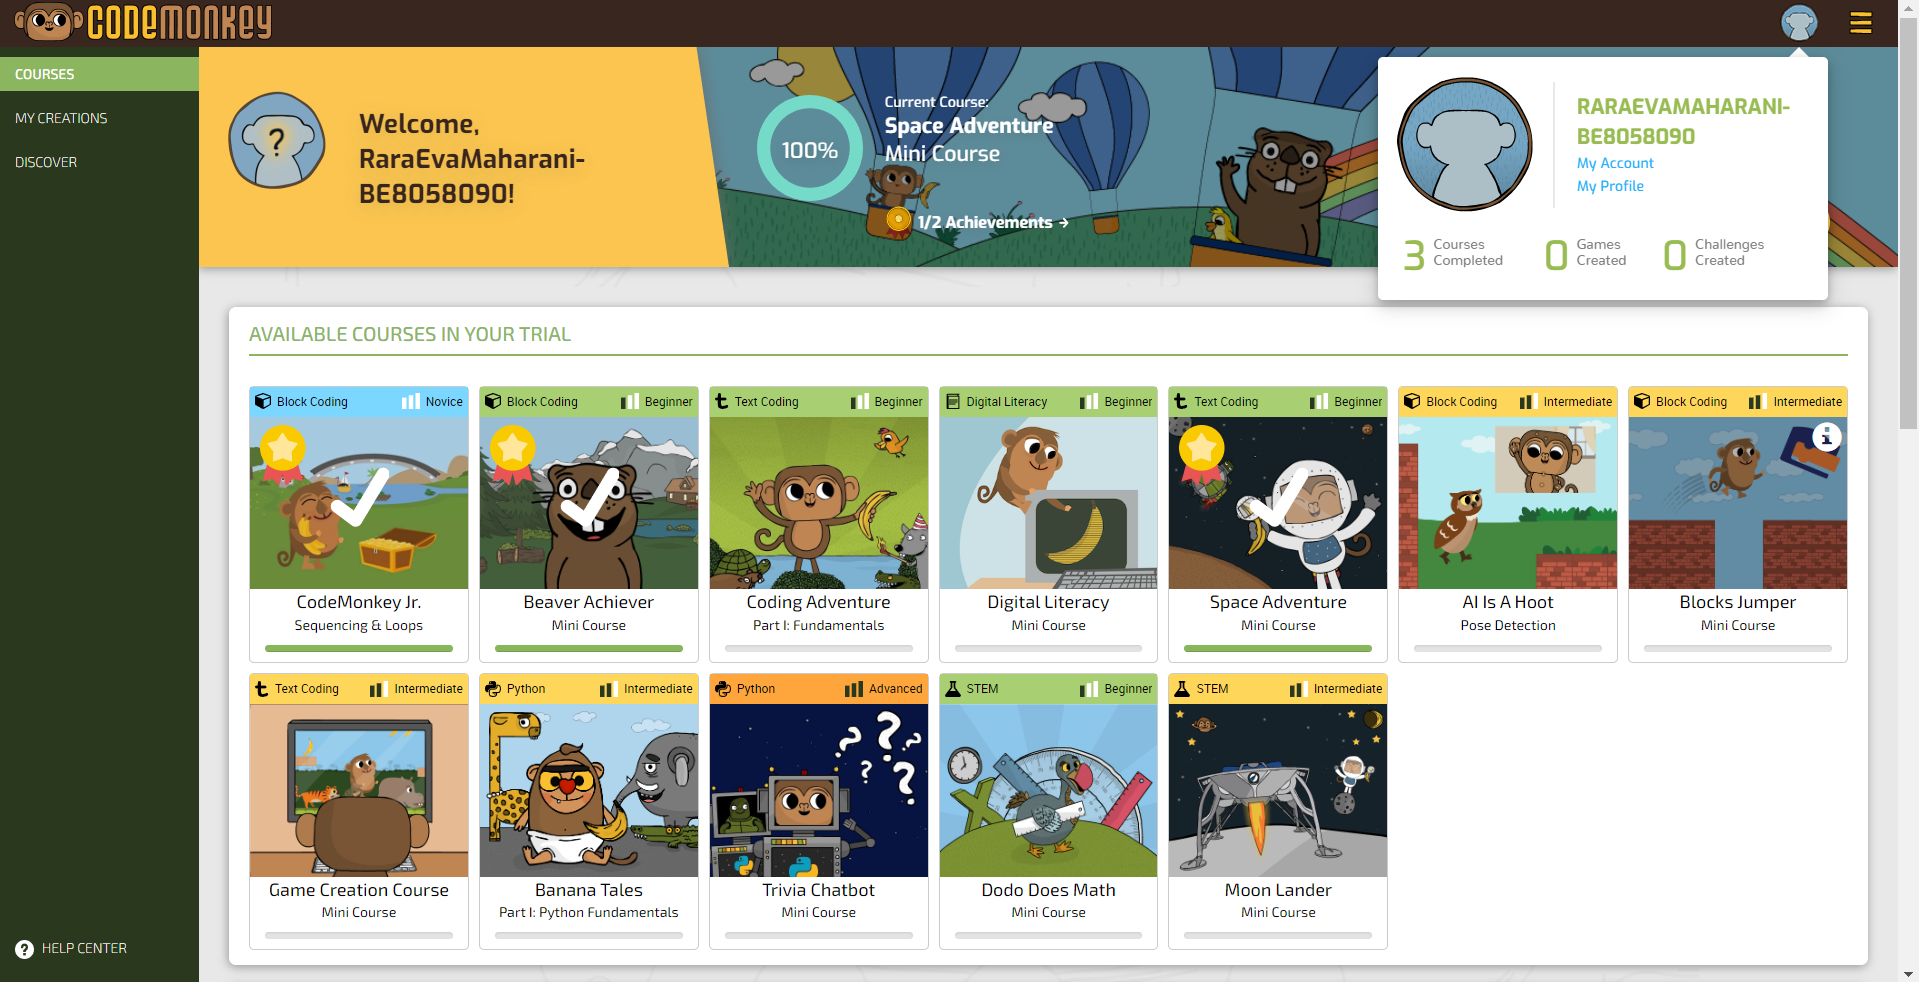 CODEMONKEY
COURSES
MY CREATIONS
DISCOVER
HELP CENTER
?
Welcome,
RaraEvaMaharani-
BE8058090!
100%
Current Course:
Space Adventure
Mini Course
1/2 Achievements →
RARAEVAMAHARANI-
BE8058090
My Account
My Profile
3 Courses
Completed
0 Games
Created
0 Challenges
Created
AVAILABLE COURSES IN YOUR TRIAL
Block Coding Novice
CodeMonkey Jr.
Sequencing & Loops
Block Coding Beginner
Beaver Achiever
Mini Course
Text Coding Beginner
Coding Adventure
Part I: Fundamentals
Digital Literacy Beginner
Digital Literacy
Mini Course
Text Coding Beginner
Space Adventure
Mini Course
Block Coding Intermediate
AI Is A Hoot
Pose Detection
Block Coding Intermediate
i
Blocks Jumper
Mini Course
Text Coding Intermediate
Game Creation Course
Mini Course
Python Intermediate
Banana Tales
Part I: Python Fundamentals
Python Advanced
? ? ? ? ?
Trivia Chatbot
Mini Course
STEM Beginner
Dodo Does Math
Mini Course
STEM Intermediate
Moon Lander
Mini Course